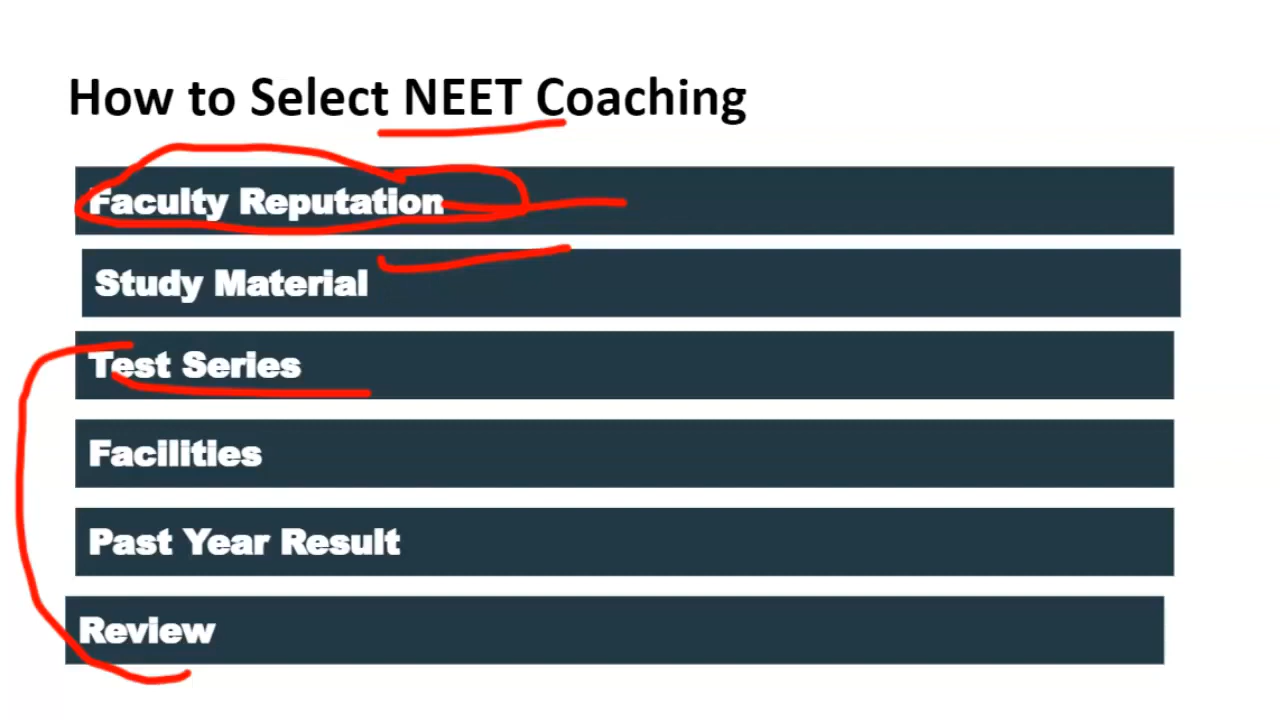 How to Select NEET Coaching
Faculty Reputation
Study Material
Test Series
Facilities
Past Year Result
Review